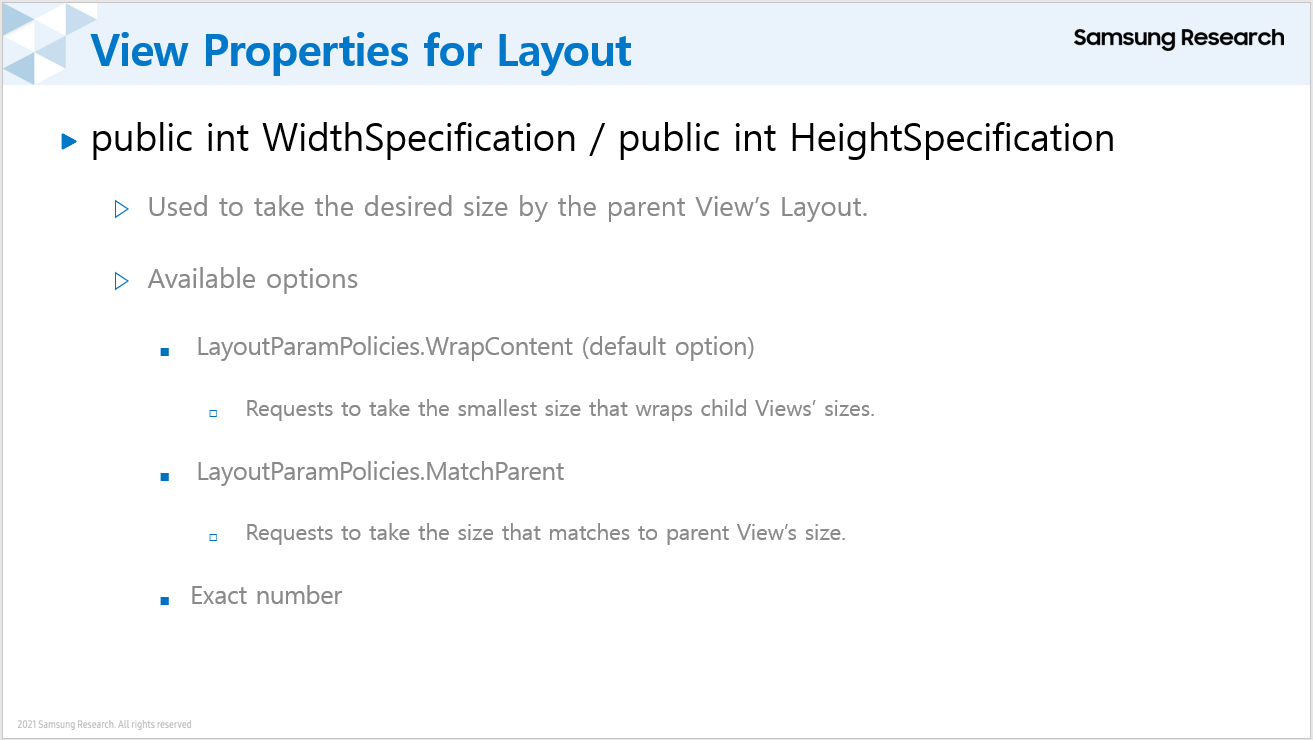 View Properties for Layout
Samsung Research
public int WidthSpecification / public int HeightSpecification
Used to take the desired size by the parent View’s Layout.
Available options
LayoutParamPolicies.WrapContent (default option)
Requests to take the smallest size that wraps child Views’ sizes.
LayoutParamPolicies.MatchParent
Requests to take the size that matches to parent View’s size.
Exact number
2021 Samsung Research. All rights reserved